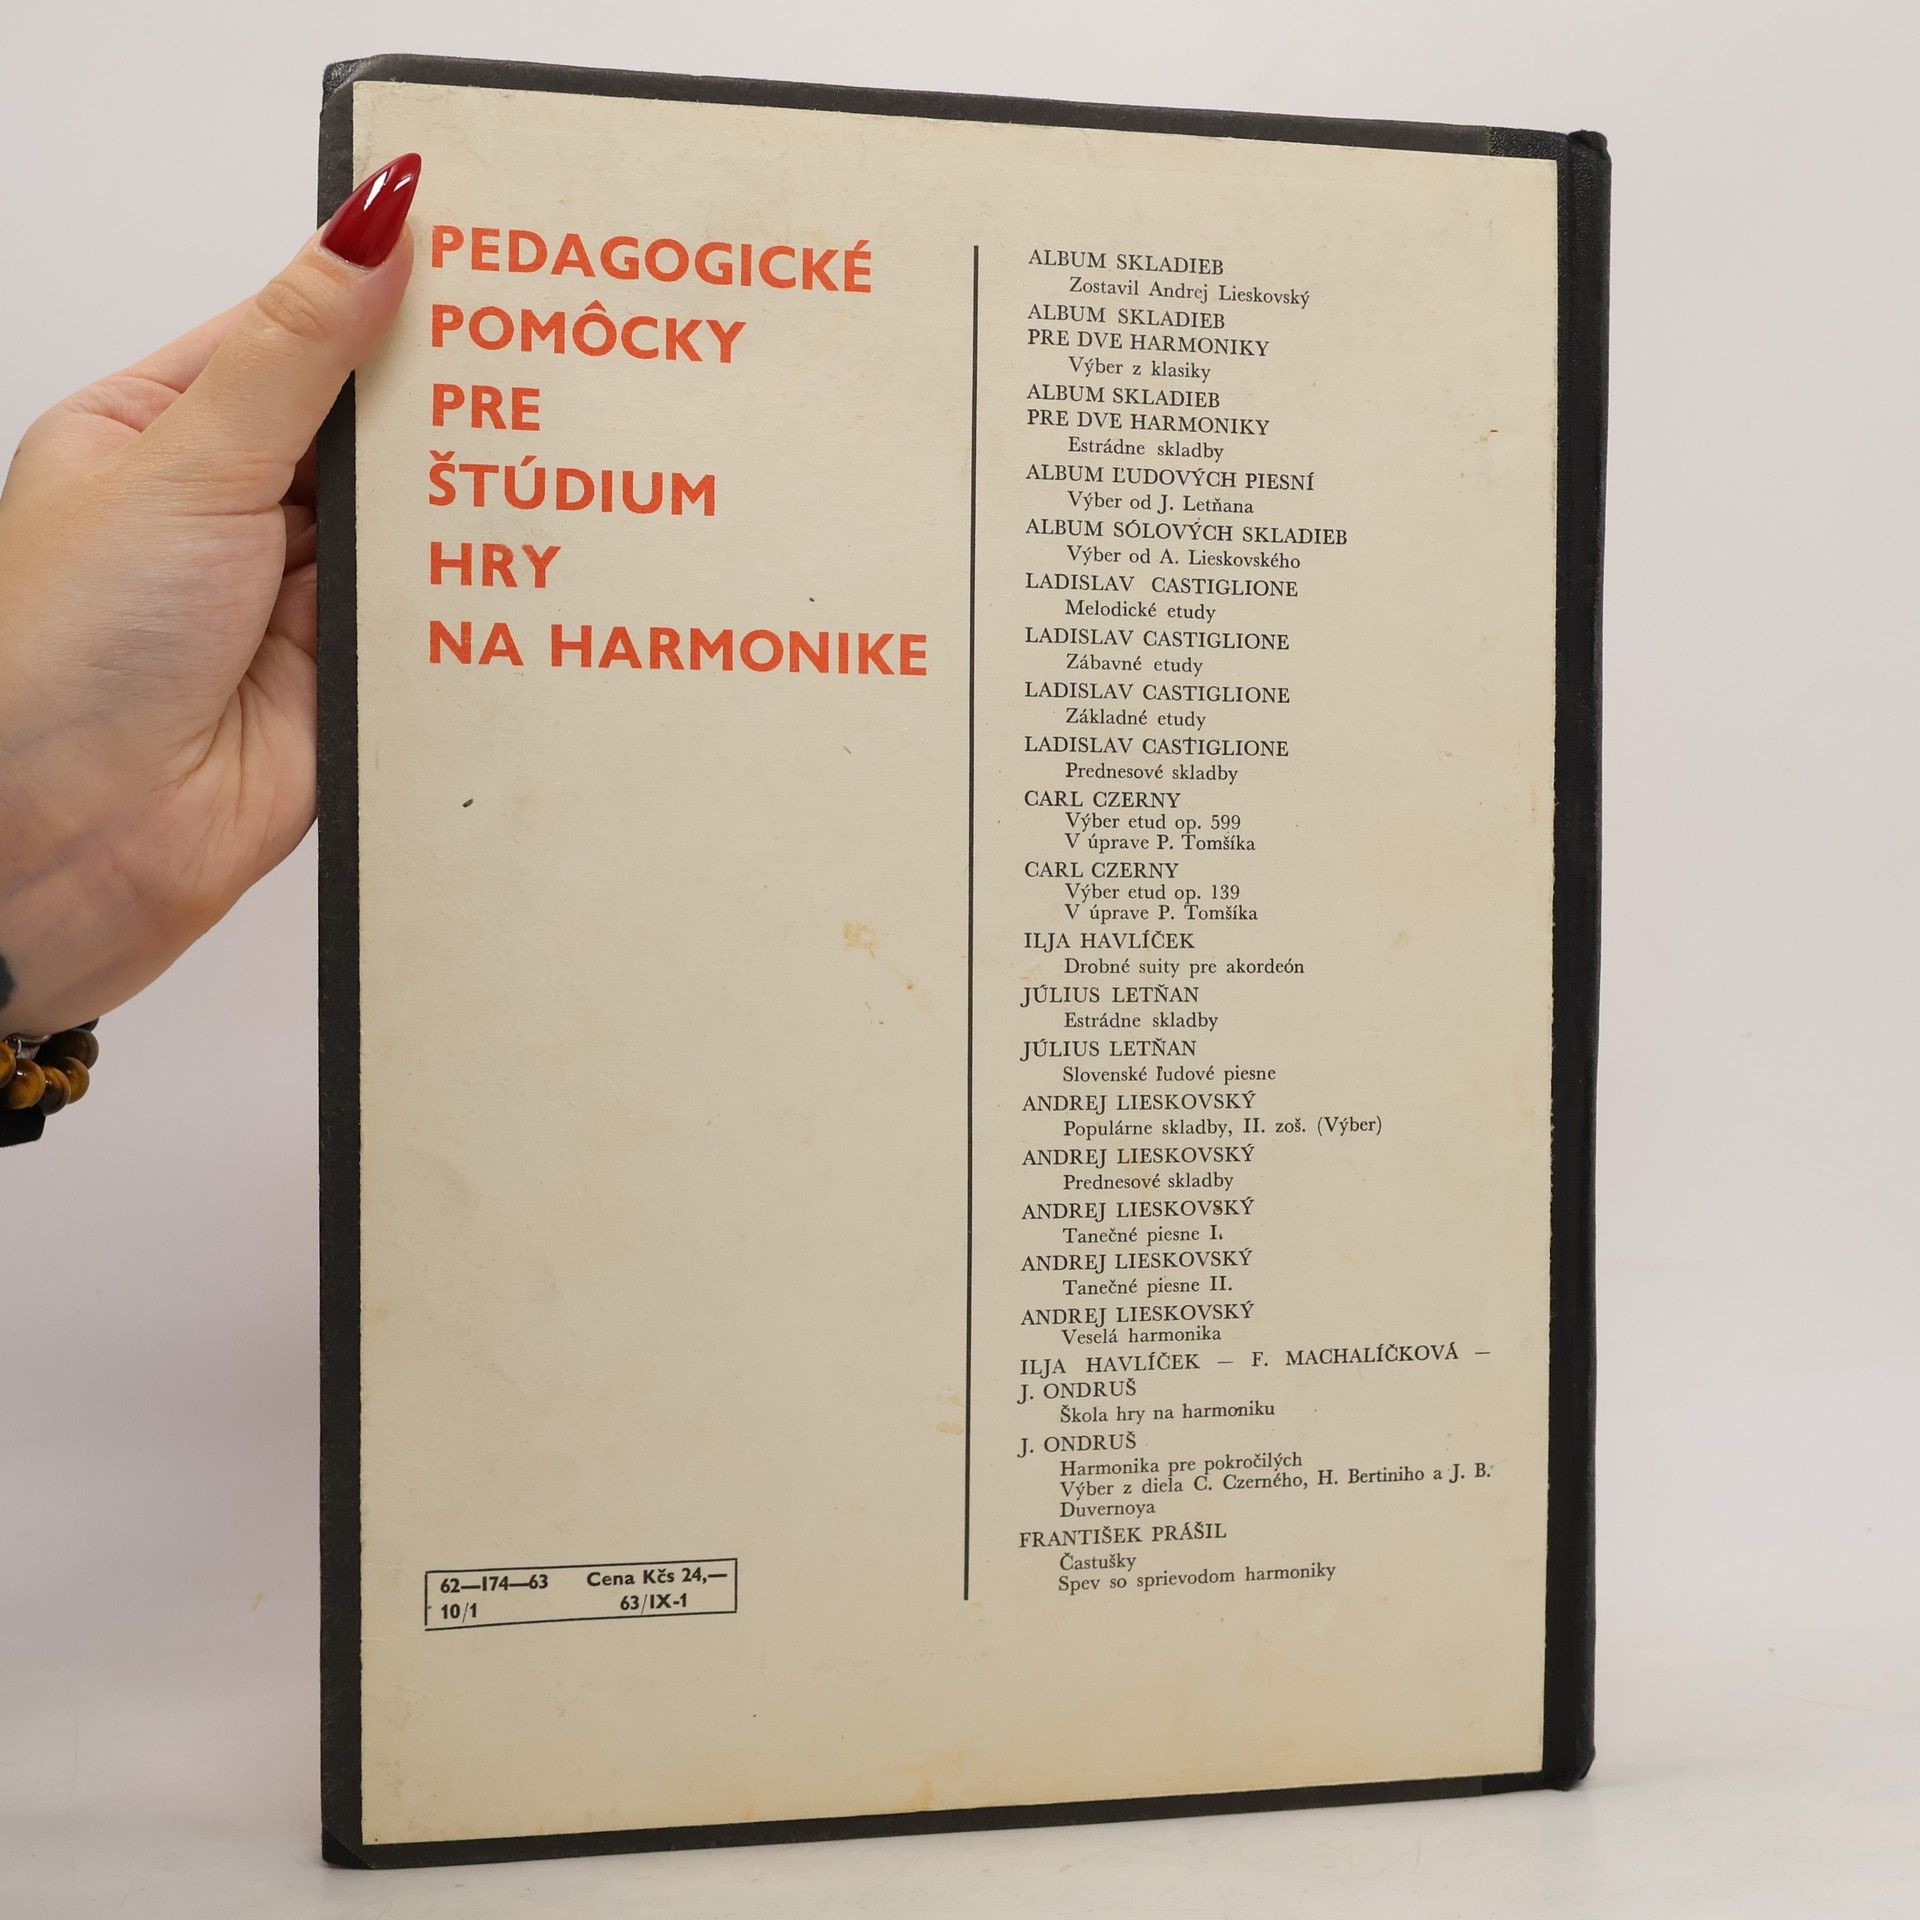 PEDAGOGICKÉ
POMÔCKY
PRE
ŠTÚDIUM
HRY
NA HARMONIKE
ALBUM SKLADIEB
Zostavil Andrej Lieskovský
ALBUM SKLADIEB
PRE DVE HARMONIKY
Výber z klasiky
ALBUM SKLADIEB
PRE DVE HARMONIKY
Estrádne skladby
ALBUM ĽUDOVÝCH PIESNÍ
Výber od J. Letňana
ALBUM SÓLOVÝCH SKLADIEB
Výber od A. Lieskovského
LADISLAV CASTIGLIONE
Melodické etudy
LADISLAV CASTIGLIONE
Zábavné etudy
LADISLAV CASTIGLIONE
Základné etudy
LADISLAV CASTIGLIONE
Prednesové skladby
CARL CZERNY
Výber etud op. 599
V úprave P. Tomšíka
CARL CZERNY
Výber etud op. 139
V úprave P. Tomšíka
ILJA HAVLÍČEK
Drobné suity pre akordeón
JÚLIUS LETŇAN
Estrádne skladby
JÚLIUS LETŇAN
Slovenské ľudové piesne
ANDREJ LIESKOVSKÝ
Populárne skladby, II. zoš. (Výber)
ANDREJ LIESKOVSKÝ
Prednesové skladby
ANDREJ LIESKOVSKÝ
Tanečné piesne I.
ANDREJ LIESKOVSKÝ
Tanečné piesne II.
ANDREJ LIESKOVSKÝ
Veselá harmonika
ILJA HAVLÍČEK — F. MACHALÍČKOVÁ —
J. ONDRUŠ
Škola hry na harmoniku
J. ONDRUŠ
Harmonika pre pokročilých
Výber z diela C. Czerného, H. Bertiniho a J. B.
Duvernoya
FRANTIŠEK PRÁŠIL
Častušky
Spev so sprievodom harmoniky
62—174—63 Cena Kčs 24,—
10/1 63/IX-1